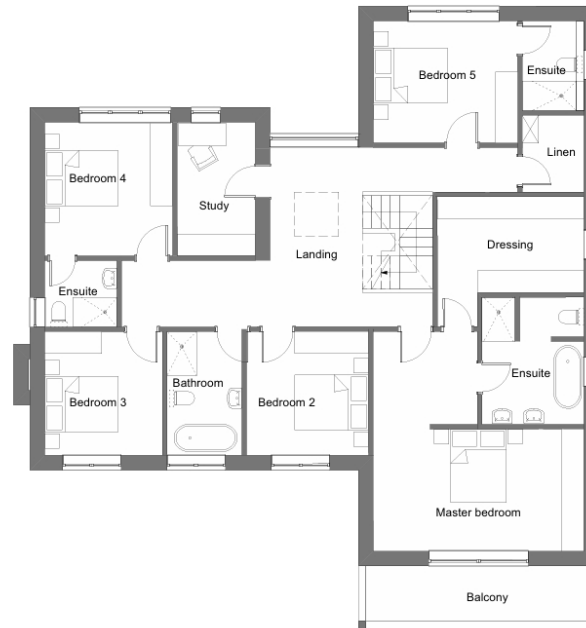 Bedroom 5
Ensuite
Linen
Bedroom 4
Study
Dressing
Landing
Ensuite
Bathroom
Ensuite
Bedroom 3
Bedroom 2
Master bedroom
Balcony